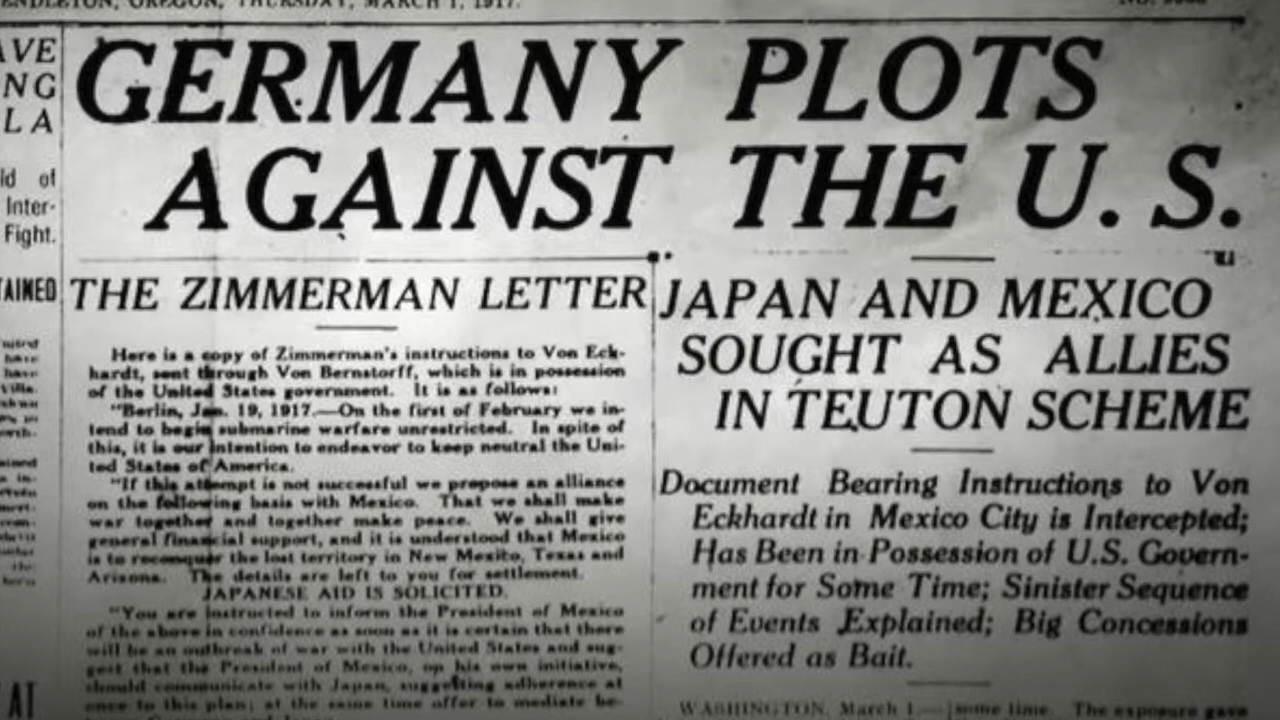 ENDLETON, OREGON, THURSDAY, MARCH 1, 1917.
AVE
NG
LA
ld of
Inter-
Fight.
TAINED
GERMANY PLOTS
AGAINST THE U. S.
THE ZIMMERMAN LETTER
Here is a copy of Zimmerman's instructions to Von Eck-
hardt, sent through Von Bernstorff, which is in possession
of the United States government. It is as follows:
"Berlin, Jan. 19, 1917.—On the first of February we in-
tend to begin submarine warfare unrestricted. In spite of
this, it is our intention to endeavor to keep neutral the Uni-
ted States of America.
"If this attempt is not successful we propose an alliance
on the following basis with Mexico. That we shall make
war together and together make peace. We shall give
general financial support, and it is understood that Mexico
is to reconquer the lost territory in New Mexico, Texas and
Arizona. The details are left to you for settlement.
JAPANESE AID IS SOLICITED.
"You are instructed to inform the President of Mexico
of the above in confidence as soon as it is certain that there
will be an outbreak of war with the United States and sug-
gest that the President of Mexico, on his own initiative,
should communicate with Japan, suggesting adherence at
once to this plan; at the same time offer to mediate be-
JAPAN AND MEXICO
SOUGHT AS ALLIES
IN TEUTON SCHEME
Document Bearing Instructions to Von
Eckhardt in Mexico City is Intercepted;
Has Been in Possession of U.S. Govern-
ment for Some Time; Sinister Sequence
of Events Explained; Big Concessions
Offered as Bait.
WASHINGTON, March 1.—
some time. The exposure gave
AT